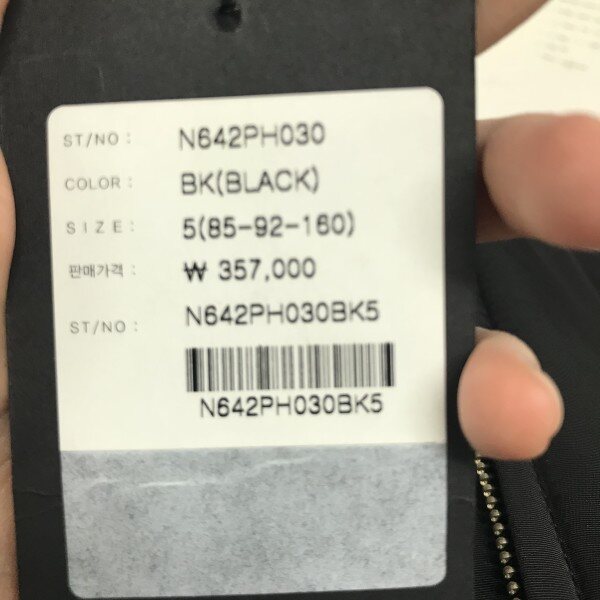 ST/NO : N642PH030
COLOR : BK(BLACK)
SIZE : 5(85-92-160)
판매가격 : ₩ 357,000
ST/NO : N642PH030BK5
N642PH030BK5